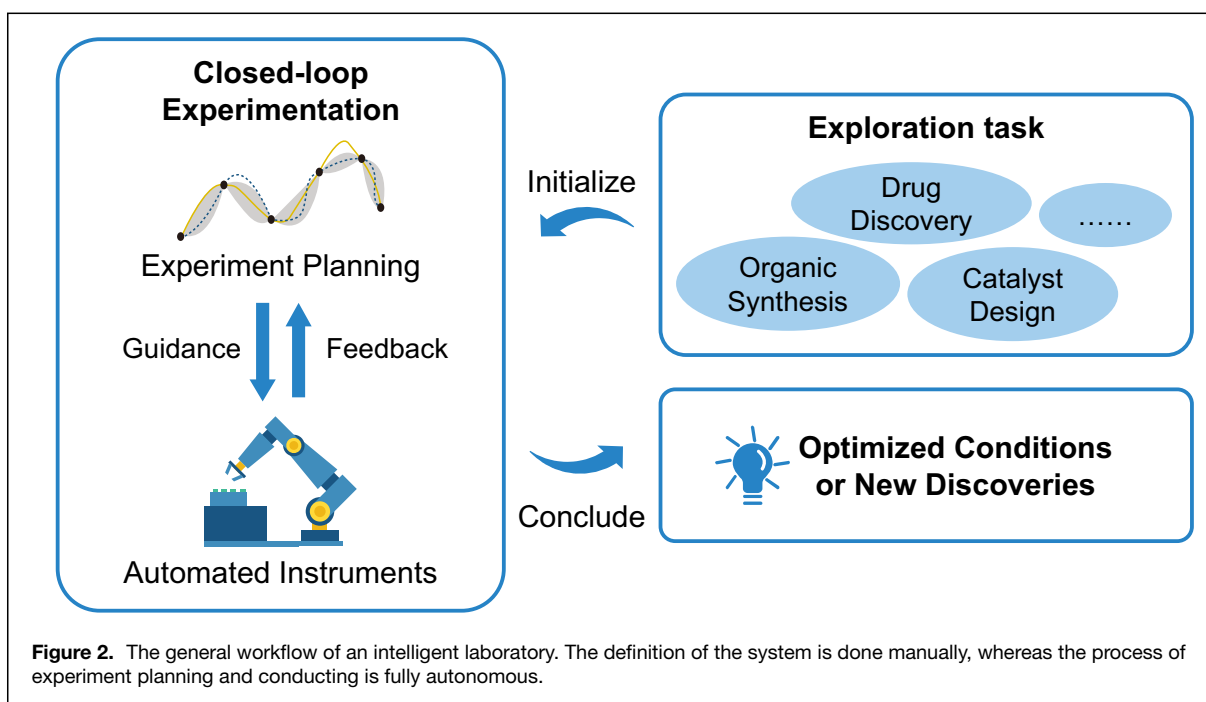 Closed-loop
Experimentation
Experiment Planning
Guidance
Feedback
Automated Instruments
Initialize
Conclude
Exploration task
Drug
Discovery
......
Organic
Synthesis
Catalyst
Design
Optimized Conditions
or New Discoveries
Figure 2. The general workflow of an intelligent laboratory. The definition of the system is done manually, whereas the process of
experiment planning and conducting is fully autonomous.